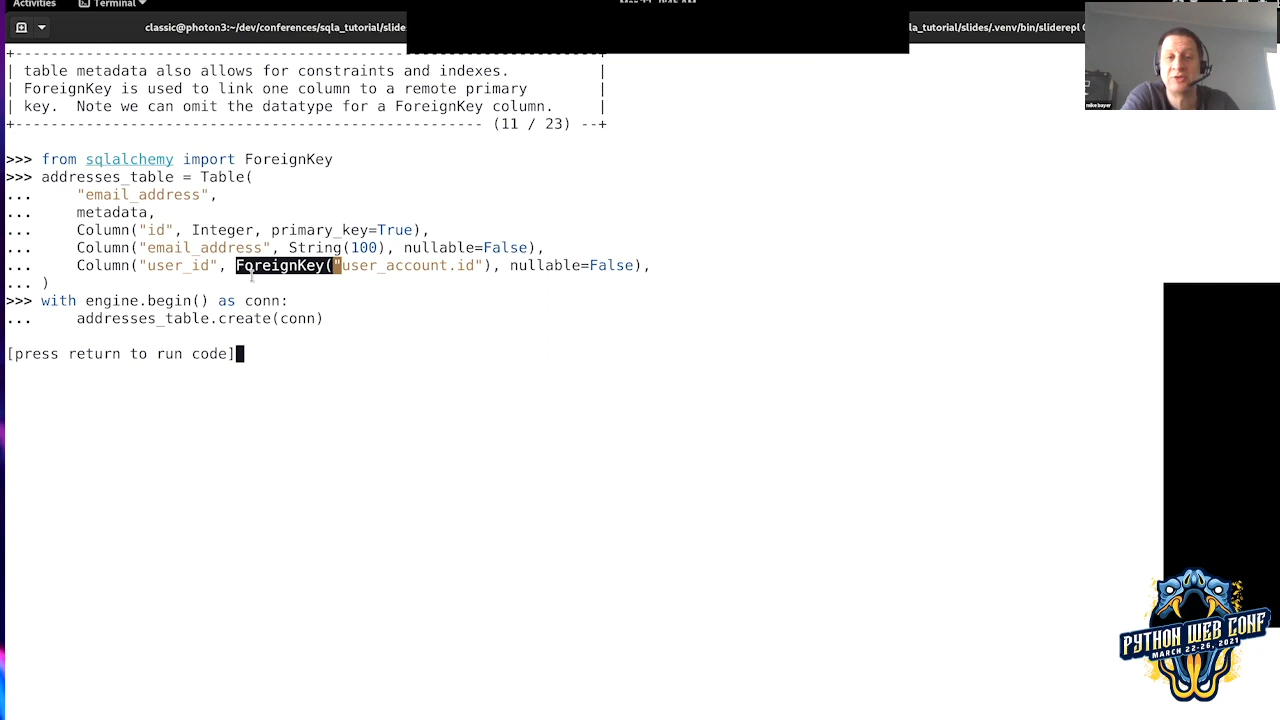 Activities
Terminal
classic@photon3:~/dev/conferences/sqla_tutorial/slide
la_tutorial/slides/.venv/bin/sliderepl
mike bayer
+-----------------------------------------------------------------+
| table metadata also allows for constraints and indexes. |
| ForeignKey is used to link one column to a remote primary |
| key. Note we can omit the datatype for a ForeignKey column. |
+----------------------------------------------------- (11 / 23) --+
>>> from sqlalchemy import ForeignKey
>>> addresses_table = Table(
... "email_address",
... metadata,
... Column("id", Integer, primary_key=True),
... Column("email_address", String(100), nullable=False),
... Column("user_id", ForeignKey("user_account.id"), nullable=False),
... )
>>> with engine.begin() as conn:
... addresses_table.create(conn)
[press return to run code]
PYTHON WEB CONF
MARCH 22-26, 2021